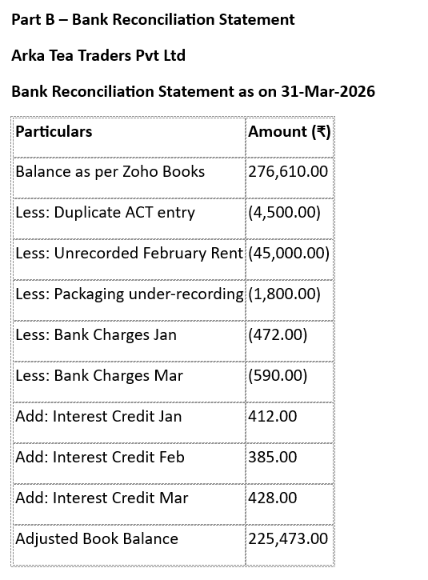 Part B – Bank Reconciliation Statement
Arka Tea Traders Pvt Ltd
Bank Reconciliation Statement as on 31-Mar-2026
Particulars Amount (₹)
Balance as per Zoho Books 276,610.00
Less: Duplicate ACT entry (4,500.00)
Less: Unrecorded February Rent (45,000.00)
Less: Packaging under-recording (1,800.00)
Less: Bank Charges Jan (472.00)
Less: Bank Charges Mar (590.00)
Add: Interest Credit Jan 412.00
Add: Interest Credit Feb 385.00
Add: Interest Credit Mar 428.00
Adjusted Book Balance 225,473.00